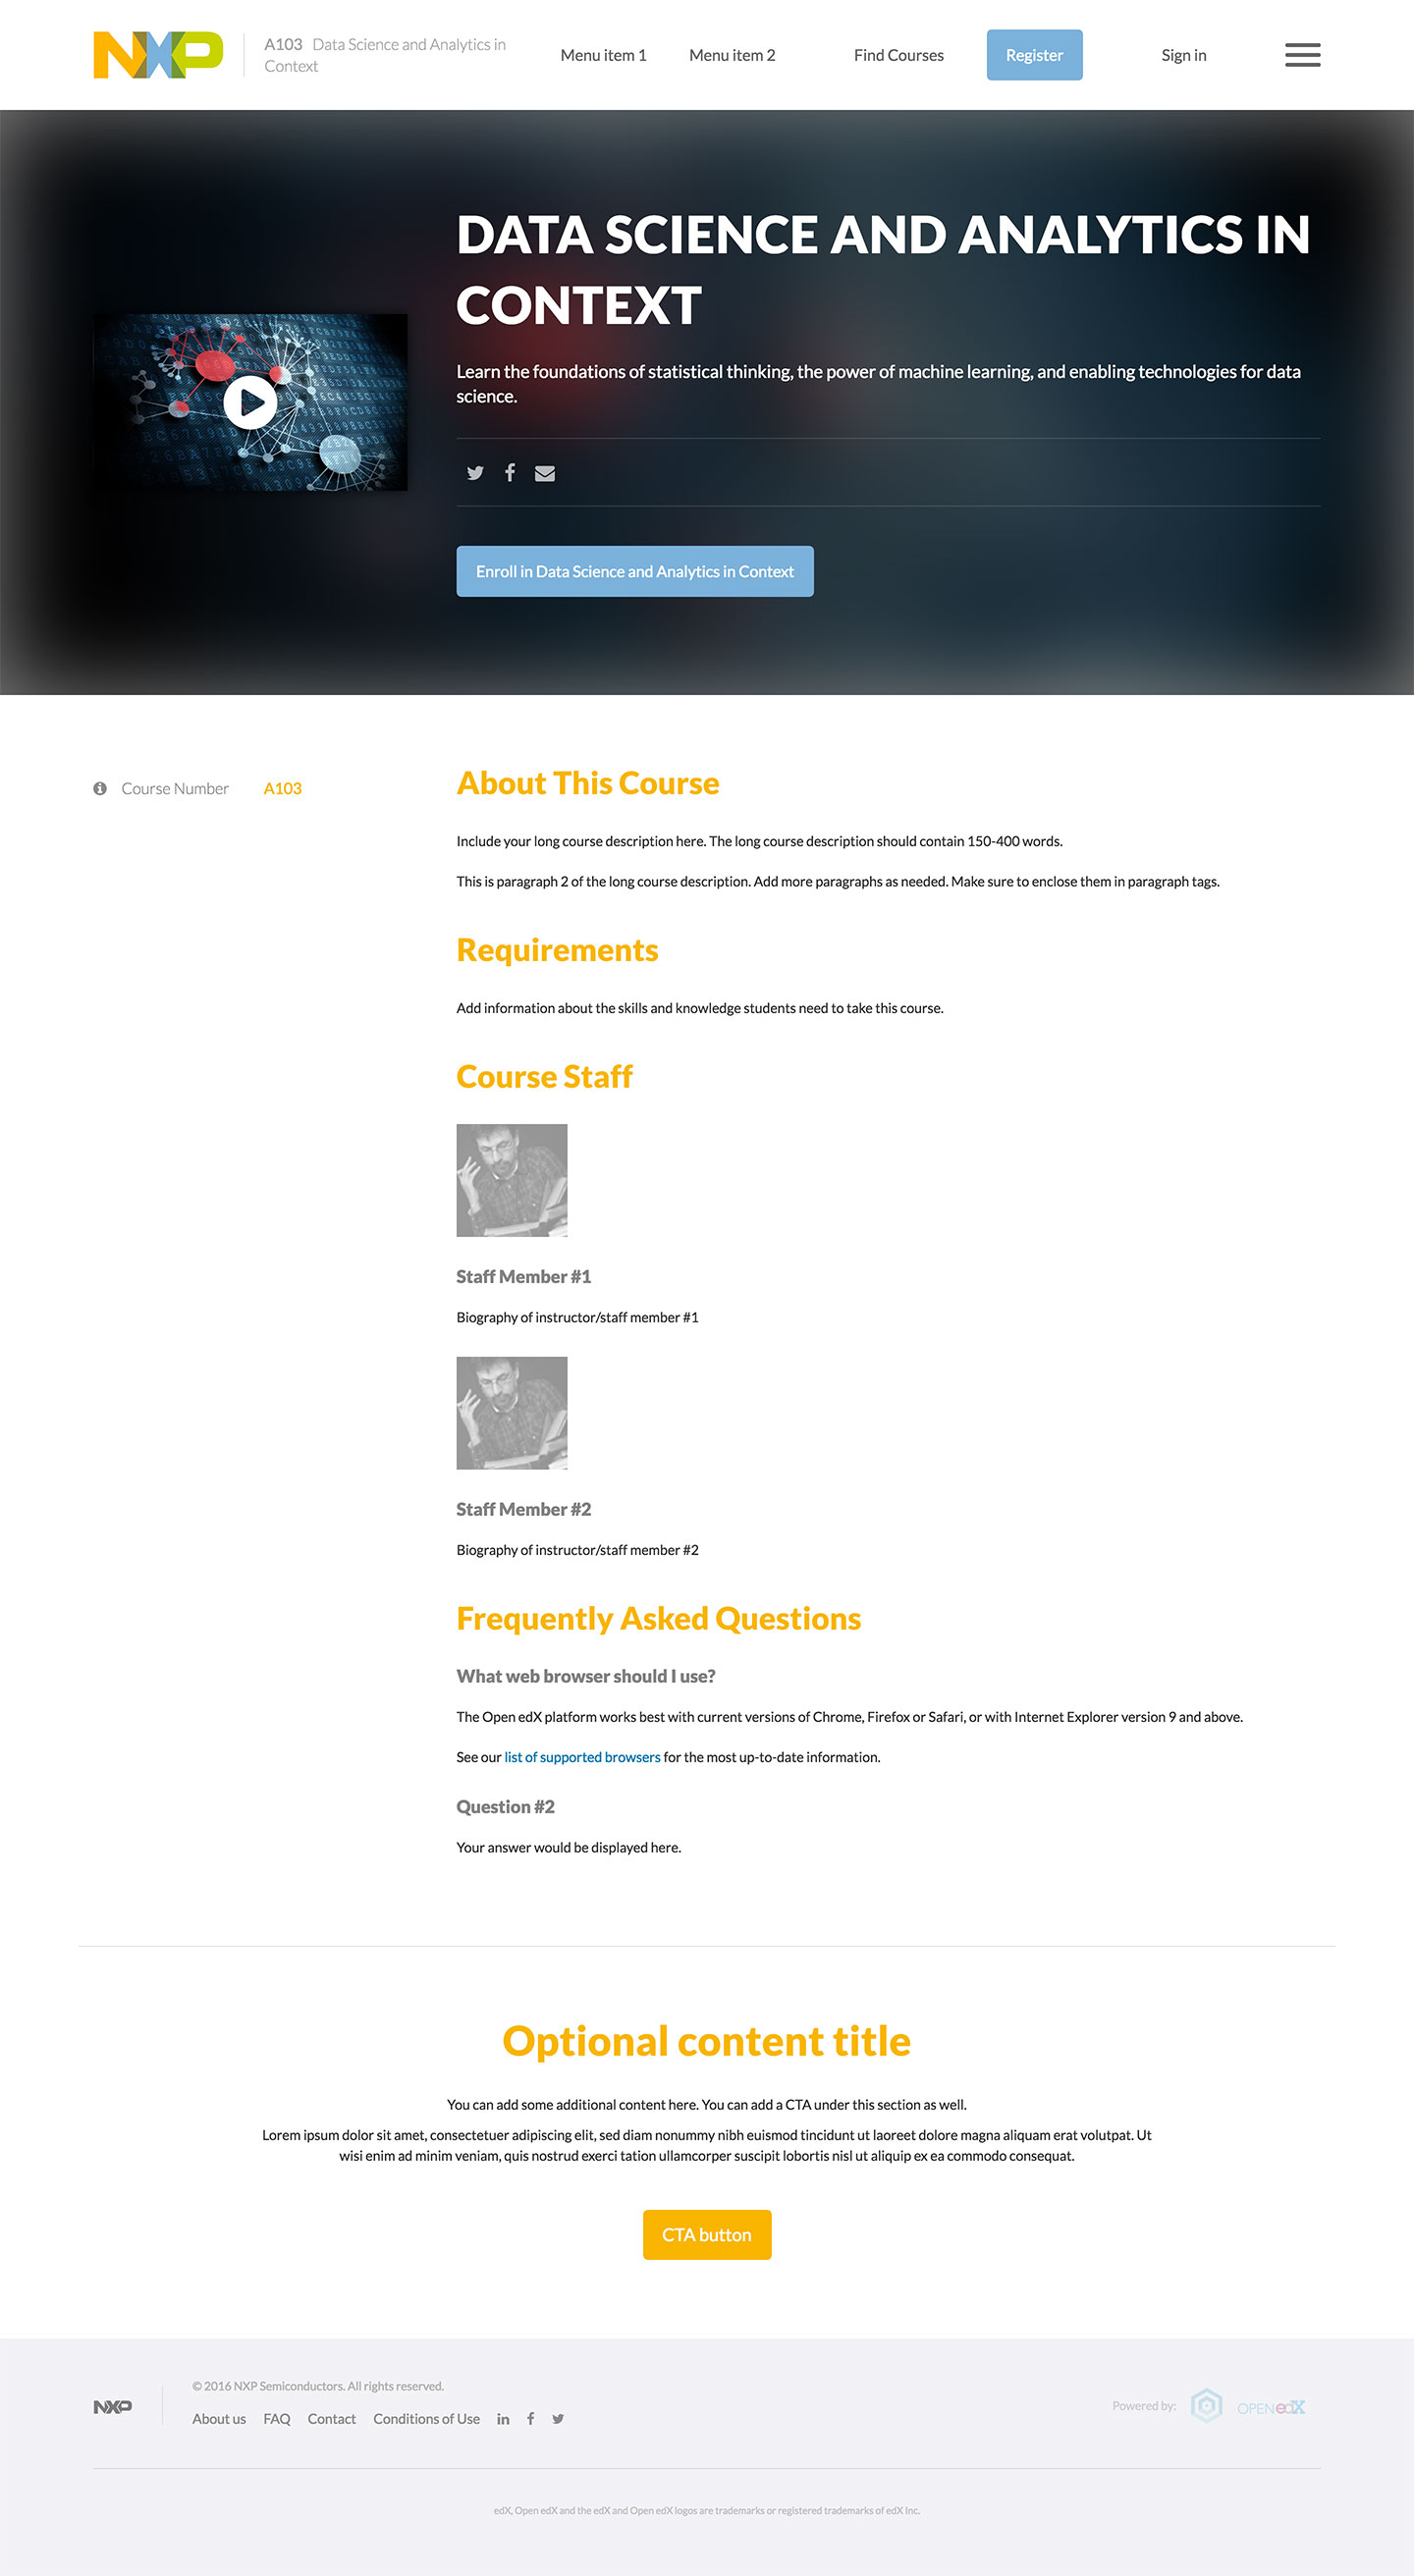 NXP
A103 Data Science and Analytics in
Context
Menu item 1
Menu item 2
Find Courses
Register
Sign in
DATA SCIENCE AND ANALYTICS IN
CONTEXT
Learn the foundations of statistical thinking, the power of machine learning, and enabling technologies for data
science.
Enroll in Data Science and Analytics in Context
Course Number A103
About This Course
Include your long course description here. The long course description should contain 150-400 words.
This is paragraph 2 of the long course description. Add more paragraphs as needed. Make sure to enclose them in paragraph tags.
Requirements
Add information about the skills and knowledge students need to take this course.
Course Staff
Staff Member #1
Biography of instructor/staff member #1
Staff Member #2
Biography of instructor/staff member #2
Frequently Asked Questions
What web browser should I use?
The Open edX platform works best with current versions of Chrome, Firefox or Safari, or with Internet Explorer version 9 and above.
See our list of supported browsers for the most up-to-date information.
Question #2
Your answer would be displayed here.
Optional content title
You can add some additional content here. You can add a CTA under this section as well.
Lorem ipsum dolor sit amet, consectetuer adipiscing elit, sed diam nonummy nibh euismod tincidunt ut laoreet dolore magna aliquam erat volutpat. Ut
wisi enim ad minim veniam, quis nostrud exerci tation ullamcorper suscipit lobortis nisl ut aliquip ex ea commodo consequat.
CTA button
NXP
© 2016 NXP Semiconductors. All rights reserved.
About us FAQ Contact Conditions of Use
Powered by:
OPEN edX
edX, Open edX and the edX and Open edX logos are trademarks or registered trademarks of edX Inc.